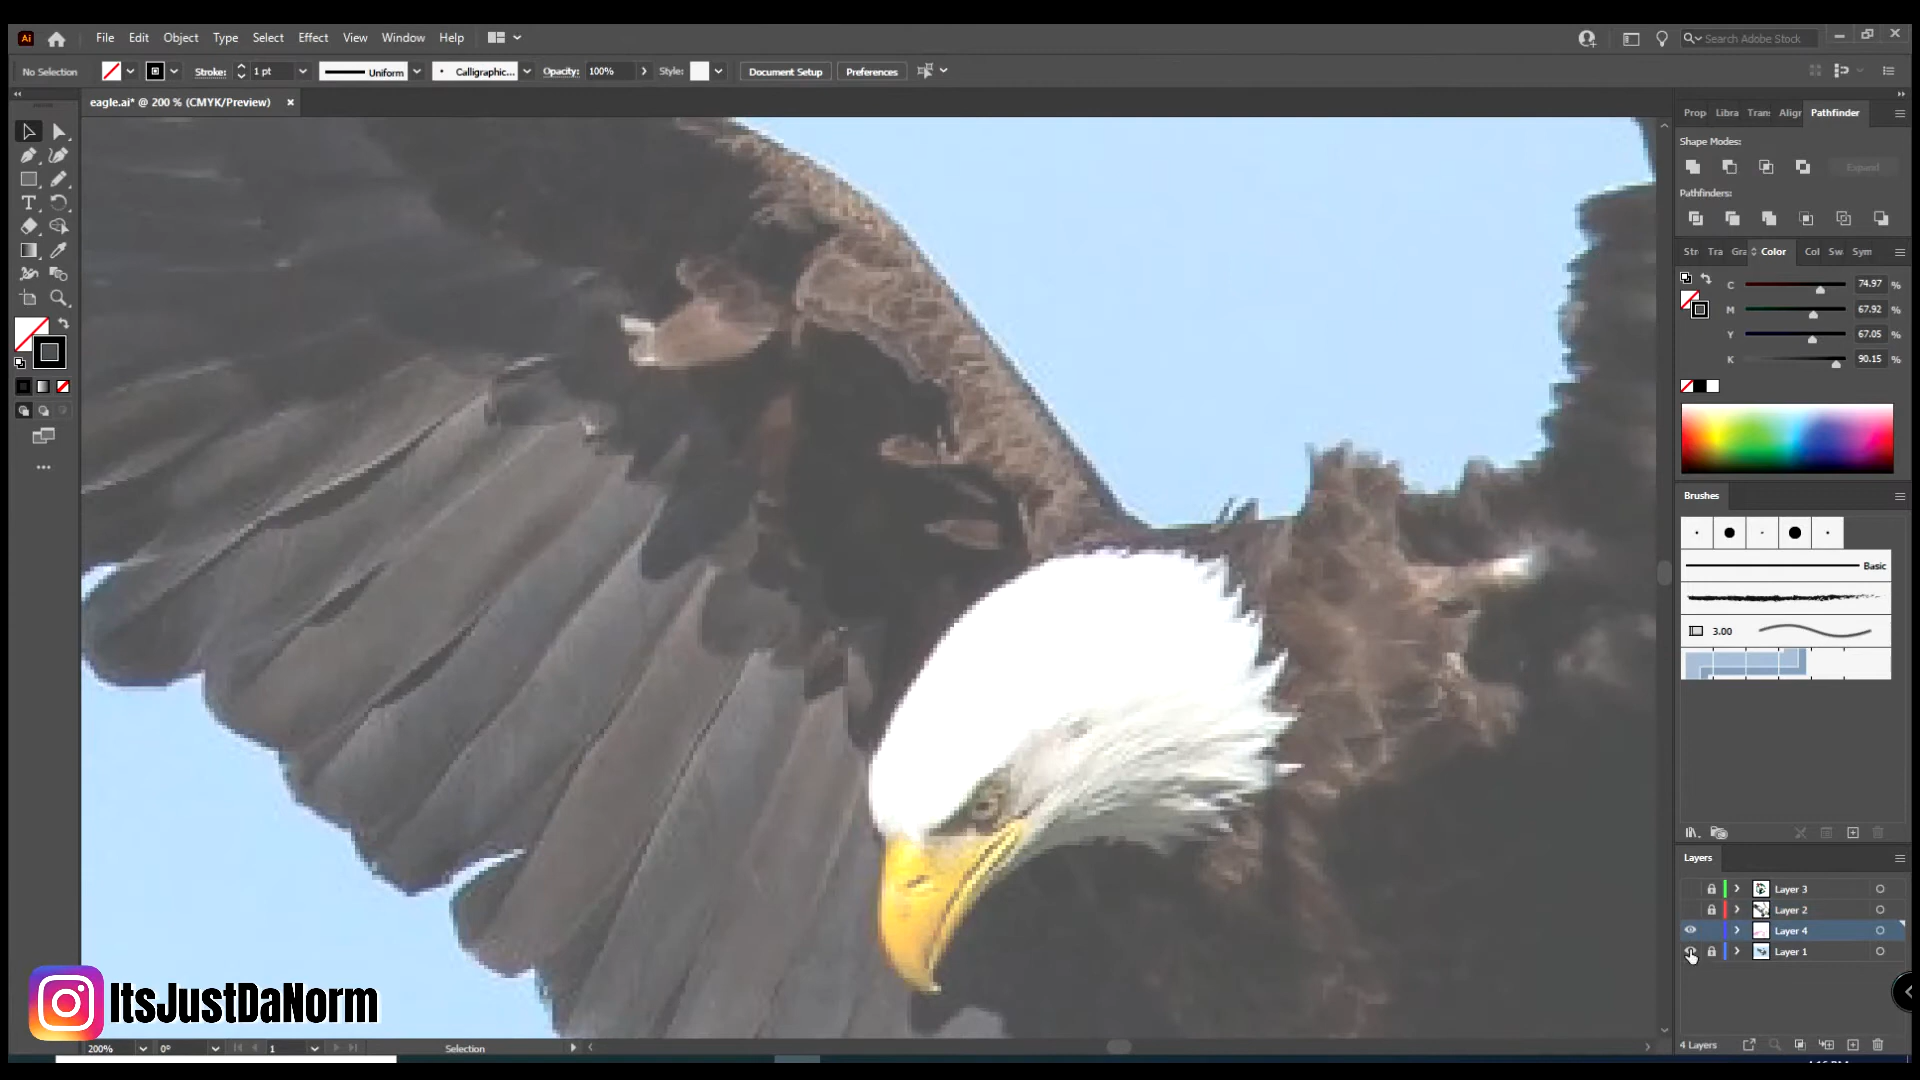 Ai File Edit Object Type Select Effect View Window Help Search Adobe Stock
No Selection Stroke: 1 pt Uniform Calligraphic... Opacity: 100% Style: Document Setup Preferences
eagle.ai* @ 200 % (CMYK/Preview)
Prop Libra Trans Align Pathfinder
Shape Modes:
Expand
Pathfinders:
Str Tra Gra Color Col Sw Sym
C 74.97 %
M 67.92 %
Y 67.05 %
K 90.15 %
Brushes
Basic
3.00
Layers
Layer 3
Layer 2
Layer 4
Layer 1
4 Layers
ItsJustDaNorm
200% 0° 1 Selection